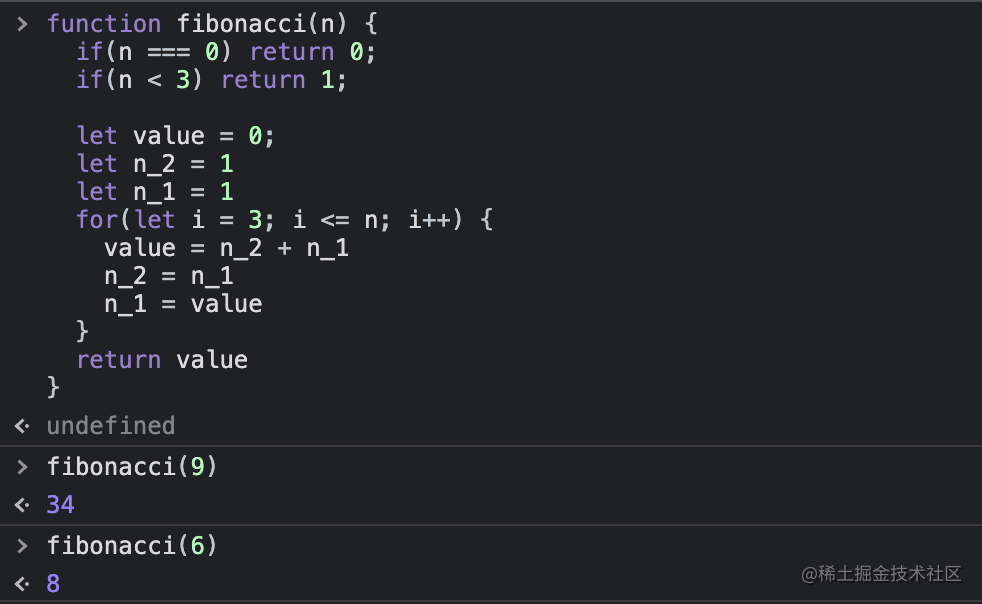 > function fibonacci(n) {
if(n === 0) return 0;
if(n < 3) return 1;
let value = 0;
let n_2 = 1
let n_1 = 1
for(let i = 3; i <= n; i++) {
value = n_2 + n_1
n_2 = n_1
n_1 = value
}
return value
}
undefined
> fibonacci(9)
34
> fibonacci(6)
8
@稀土掘金技术社区